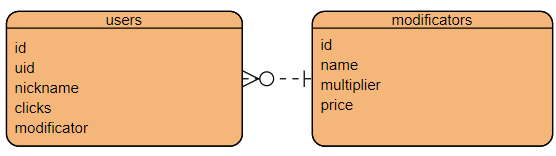 users
id
uid
nickname
clicks
modificator
modificators
id
name
multiplier
price